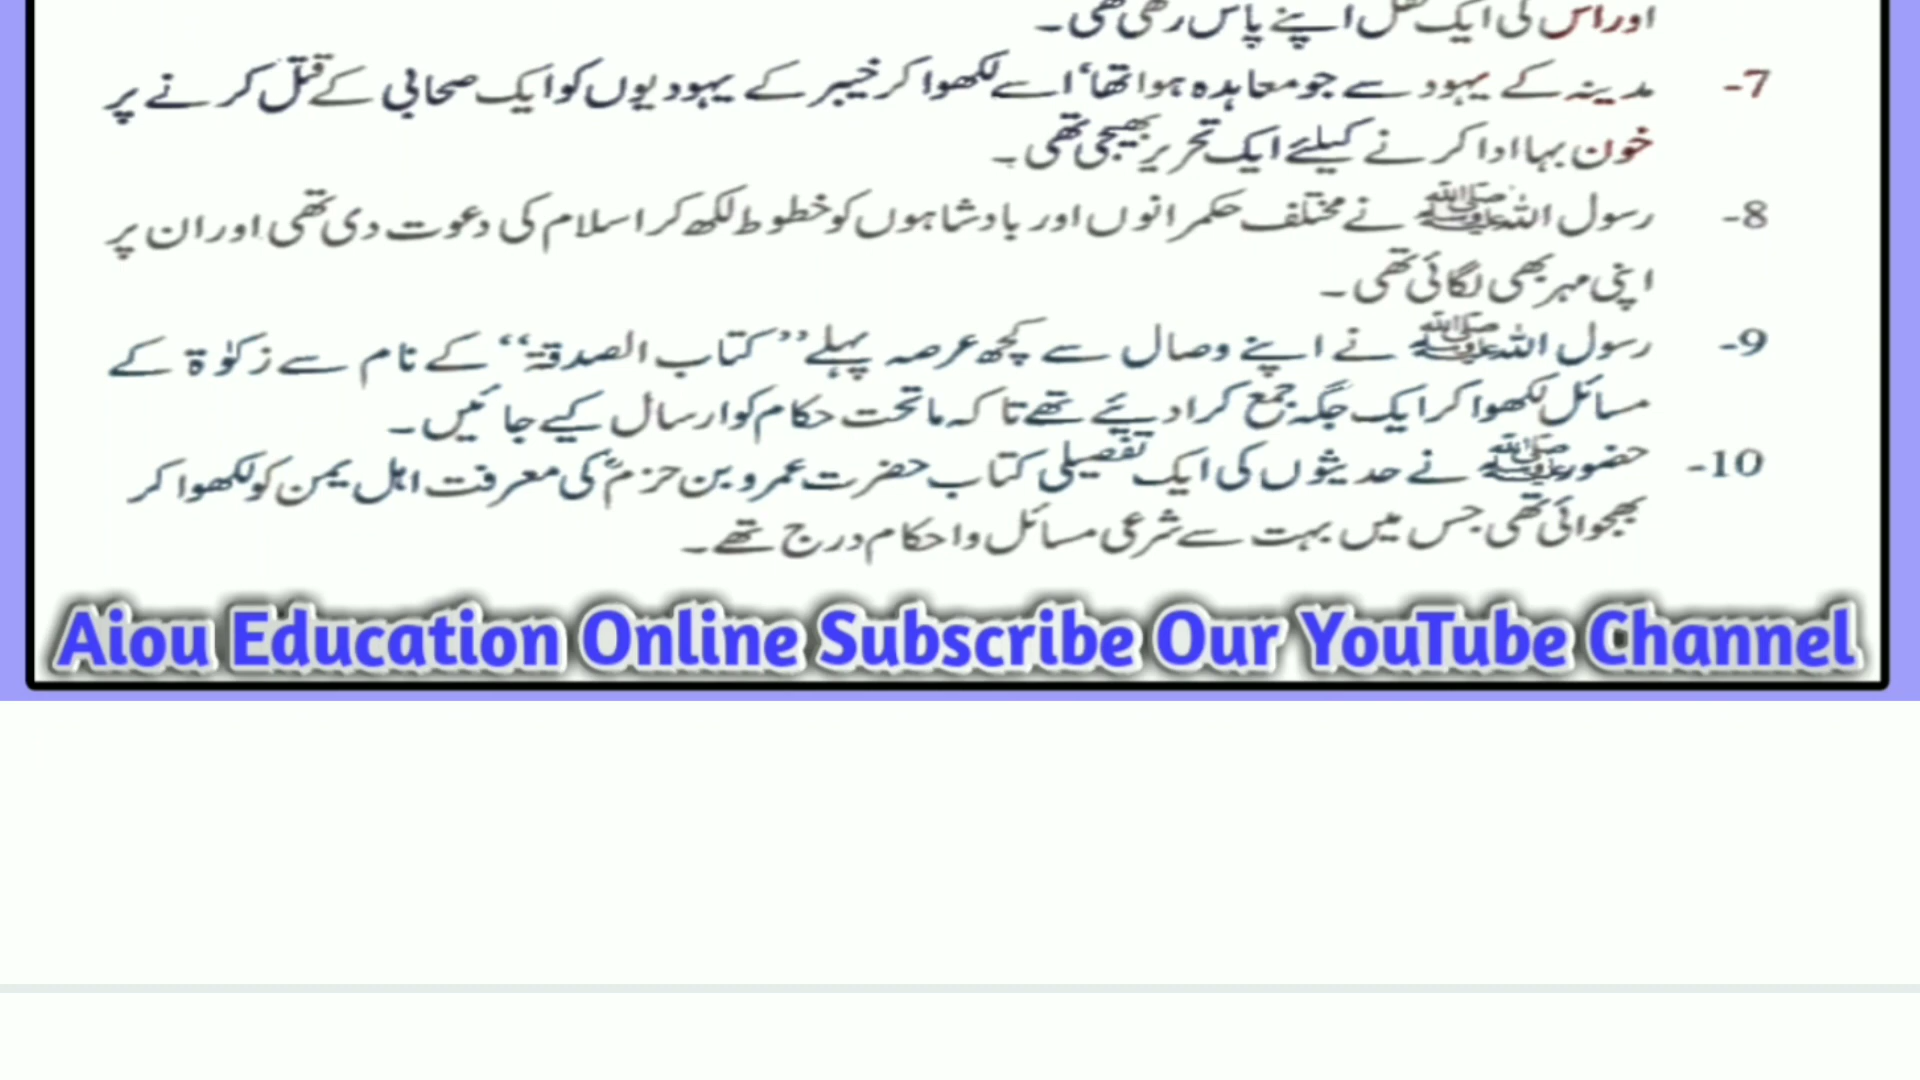 اور اس کی ایک نقل اپنے پاس رکھی تھی۔
7- مدینہ کے یہود سے جو معاہدہ ہوا تھا، اسے لکھوا کر خیبر کے یہودیوں کو ایک صحابی کے قتل کرنے پر
خون بہا ادا کرنے کیلئے ایک تحریر بھیجی تھی۔
8- رسول اللہ ﷺ نے مختلف حکمرانوں اور بادشاہوں کو خطوط لکھ کر اسلام کی دعوت دی تھی اور ان پر
اپنی مہر بھی لگائی تھی۔
9- رسول اللہ ﷺ نے اپنے وصال سے کچھ عرصہ پہلے ’’کتاب الصدقۃ‘‘ کے نام سے زکوٰۃ کے
مسائل لکھوا کر ایک جگہ جمع کرا دیئے تھے تا کہ ماتحت حکام کو ارسال کیے جائیں۔
10- حضور ﷺ نے حدیثوں کی ایک تفصیلی کتاب حضرت عمرو بن حزمؓ کی معرفت اہل یمن کو لکھوا کر
بھجوائی تھی جس میں بہت سے شرعی مسائل و احکام درج تھے۔
Aiou Education Online Subscribe Our YouTube Channel